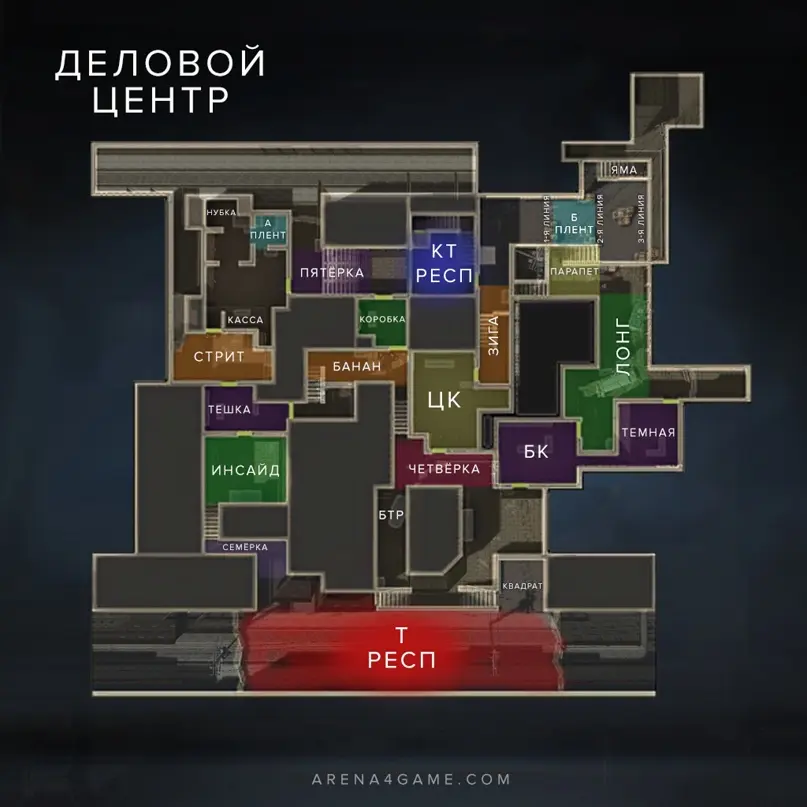 ДЕЛОВОЙ
ЦЕНТР
ЯМА
НУБКА
А
ПЛЕНТ
1-я ЛИНИЯ
Б
ПЛЕНТ
2-я ЛИНИЯ
3-я ЛИНИЯ
ПЯТЁРКА
КТ
РЕСП
ПАРАПЕТ
КАССА
КОРОБКА
ЗИГА
ЛОНГ
СТРИТ
БАНАН
ТЕШКА
ЦК
ТЕМНАЯ
ИНСАЙД
ЧЕТВЁРКА
БК
БТР
СЕМЁРКА
КВАДРАТ
Т
РЕСП
ARENA4GAME.COM